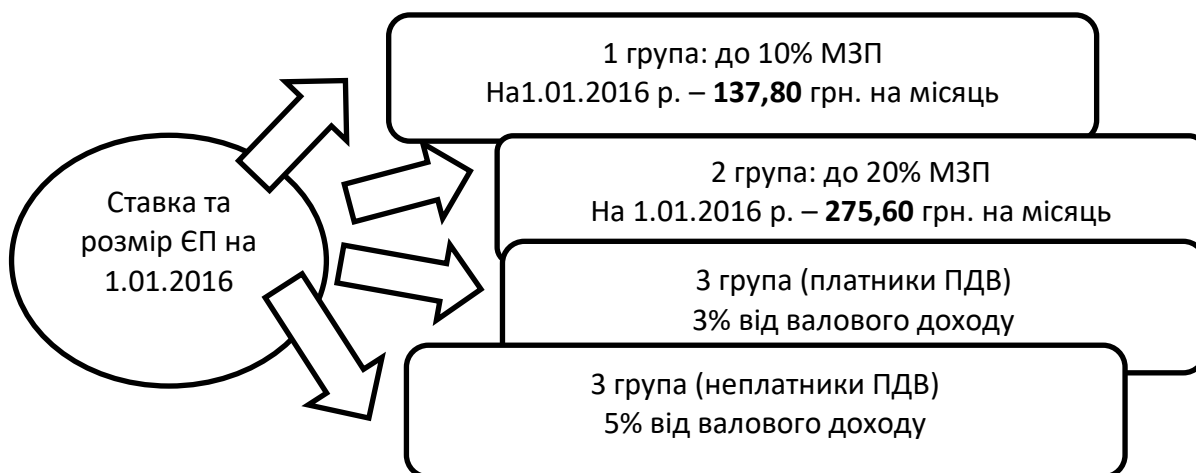 Ставка та
розмір ЄП на
1.01.2016
1 група: до 10% МЗП
На1.01.2016 р. – 137,80 грн. на місяць
2 група: до 20% МЗП
На 1.01.2016 р. – 275,60 грн. на місяць
3 група (платники ПДВ)
3% від валового доходу
3 група (неплатники ПДВ)
5% від валового доходу